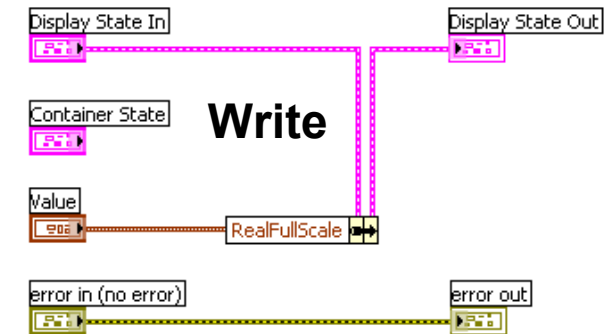 Display State In
Display State Out
Container State
Write
Value
RealFullScale
error in (no error)
error out